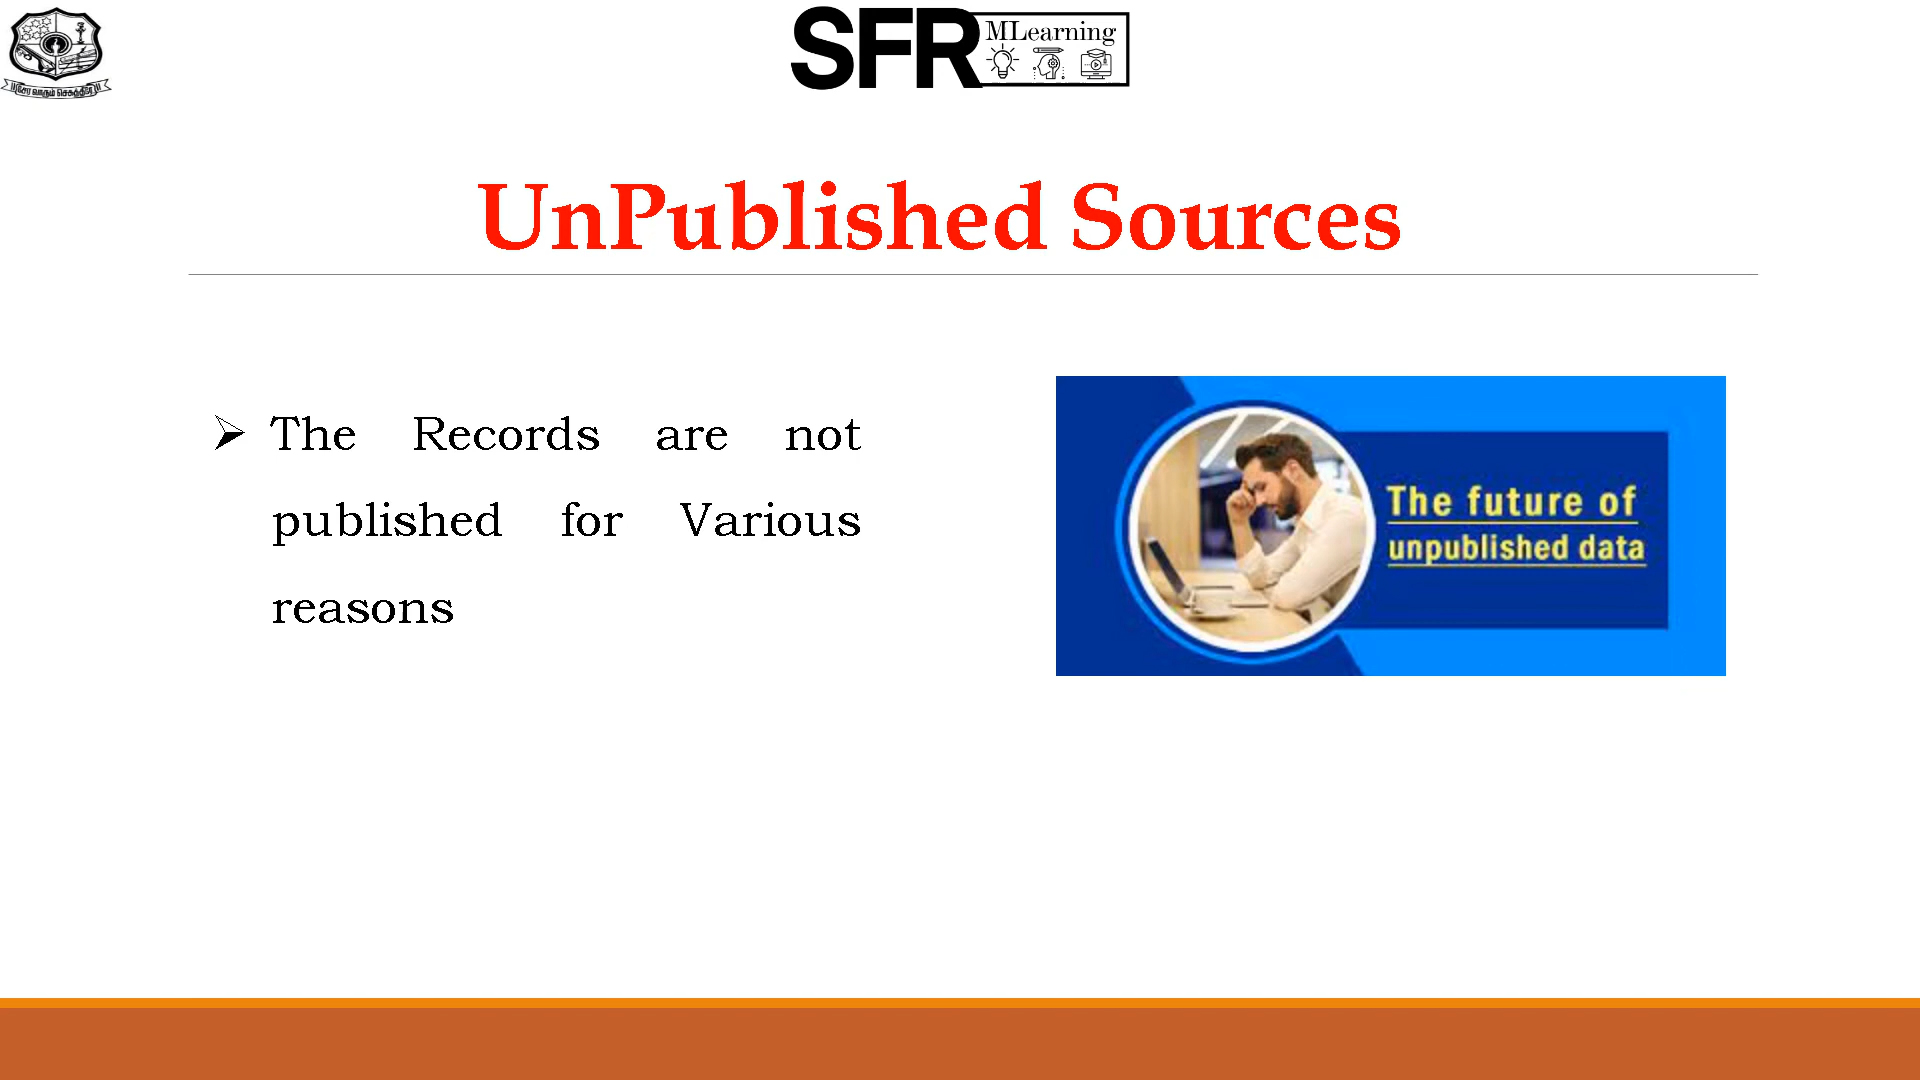 SFR
MLearning
UnPublished Sources
The Records are not
published for Various
reasons
The future of
unpublished data